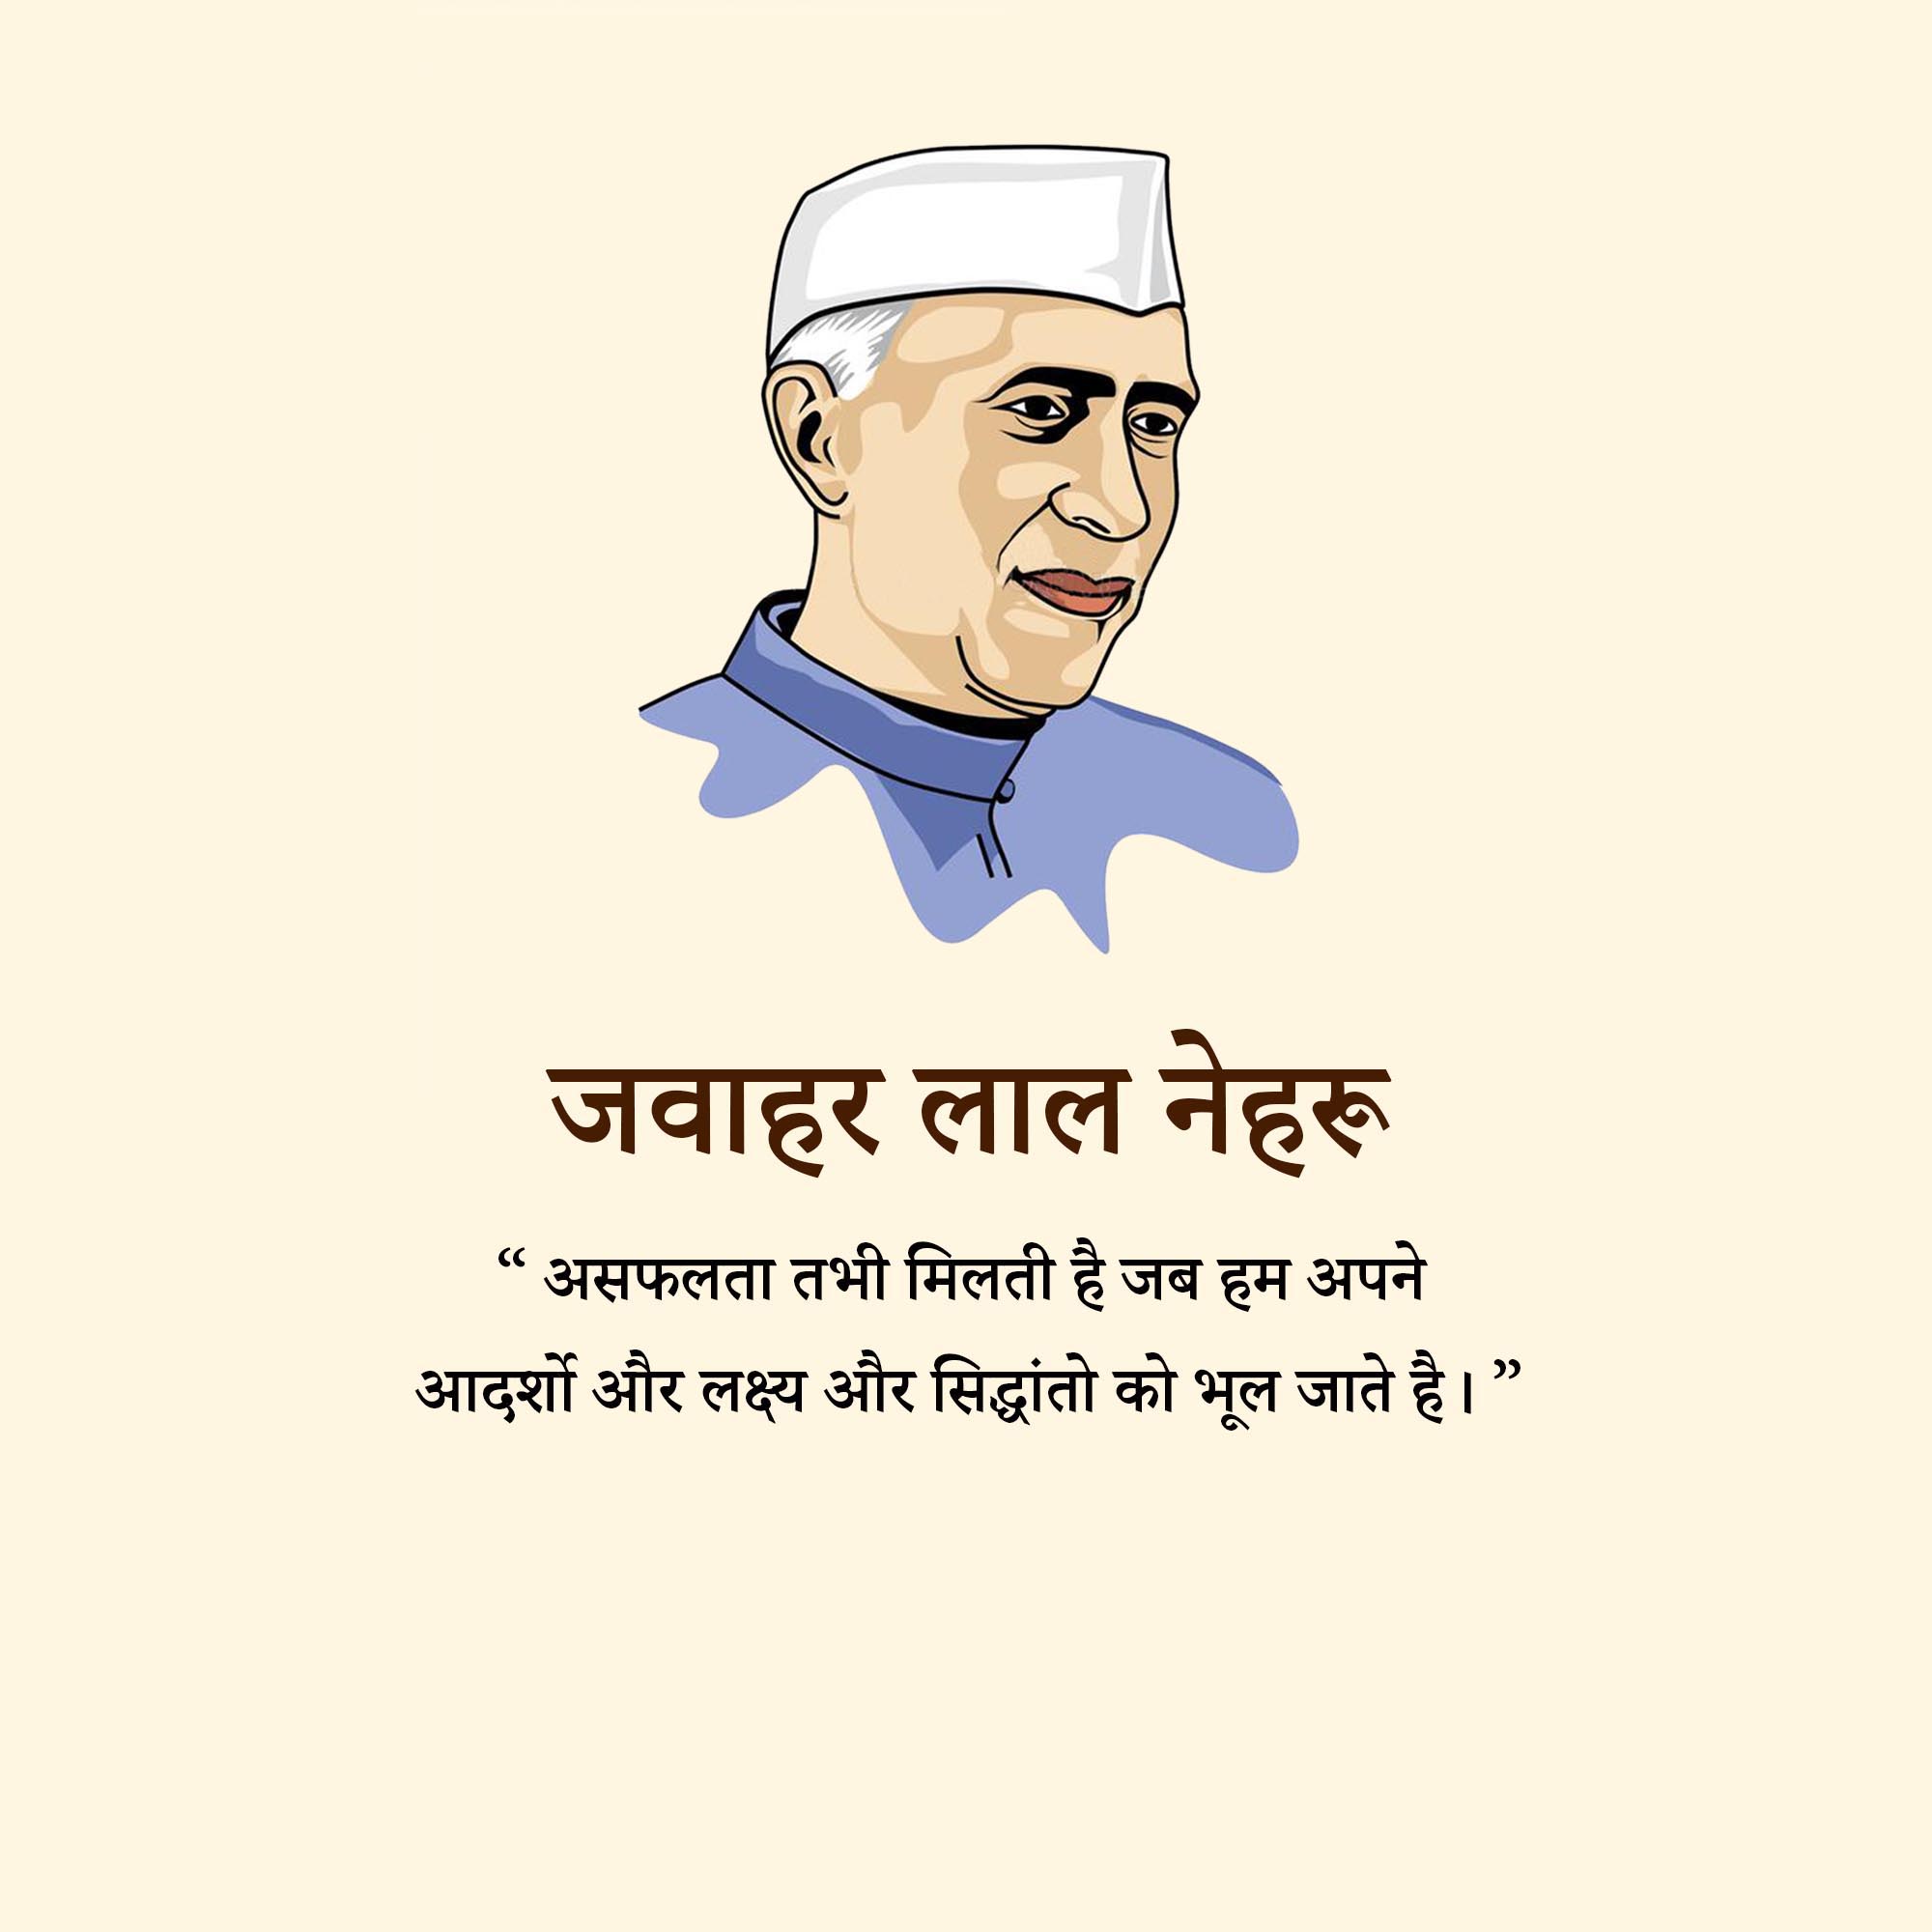 जवाहर लाल नेहरू
“ असफलता तभी मिलती है जब हम अपने
आदर्शों और लक्ष्य और सिद्धांतो को भूल जाते है। ”